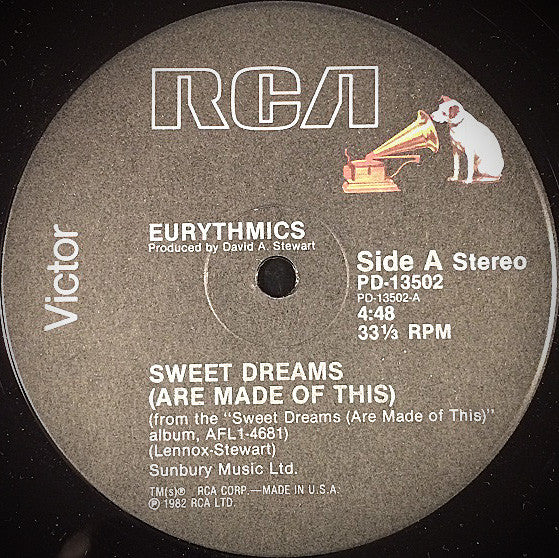 RCA
Victor
EURYTHMICS
Produced by David A. Stewart
Side A Stereo
PD-13502
PD-13502-A
4:48
33⅓ RPM
SWEET DREAMS
(ARE MADE OF THIS)
(from the "Sweet Dreams (Are Made of This)"
album, AFL1-4681)
(Lennox-Stewart)
Sunbury Music Ltd.
TM(s)® RCA CORP.—MADE IN U.S.A.
℗ 1982 RCA LTD.